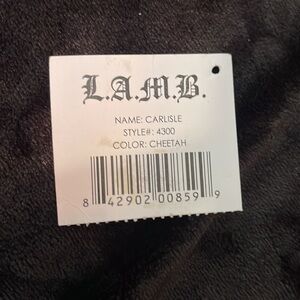 L.A.M.B.
NAME: CARLISLE
STYLE#: 4300
COLOR: CHEETAH
8 42902 00859 9